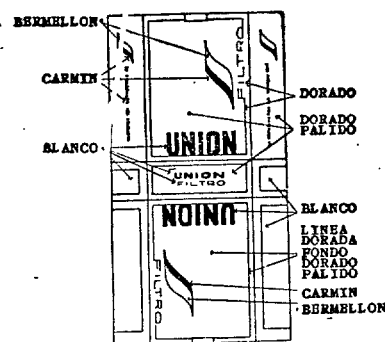 BERMELLON
CARMIN
BLANCO
FILTRO
UNION
UNION
FILTRO
UNION
FILTRO
DORADO
DORADO
PALIDO
BLANCO
LINEA
DORADA
FONDO
DORADO
PALIDO
CARMIN
BERMELLON